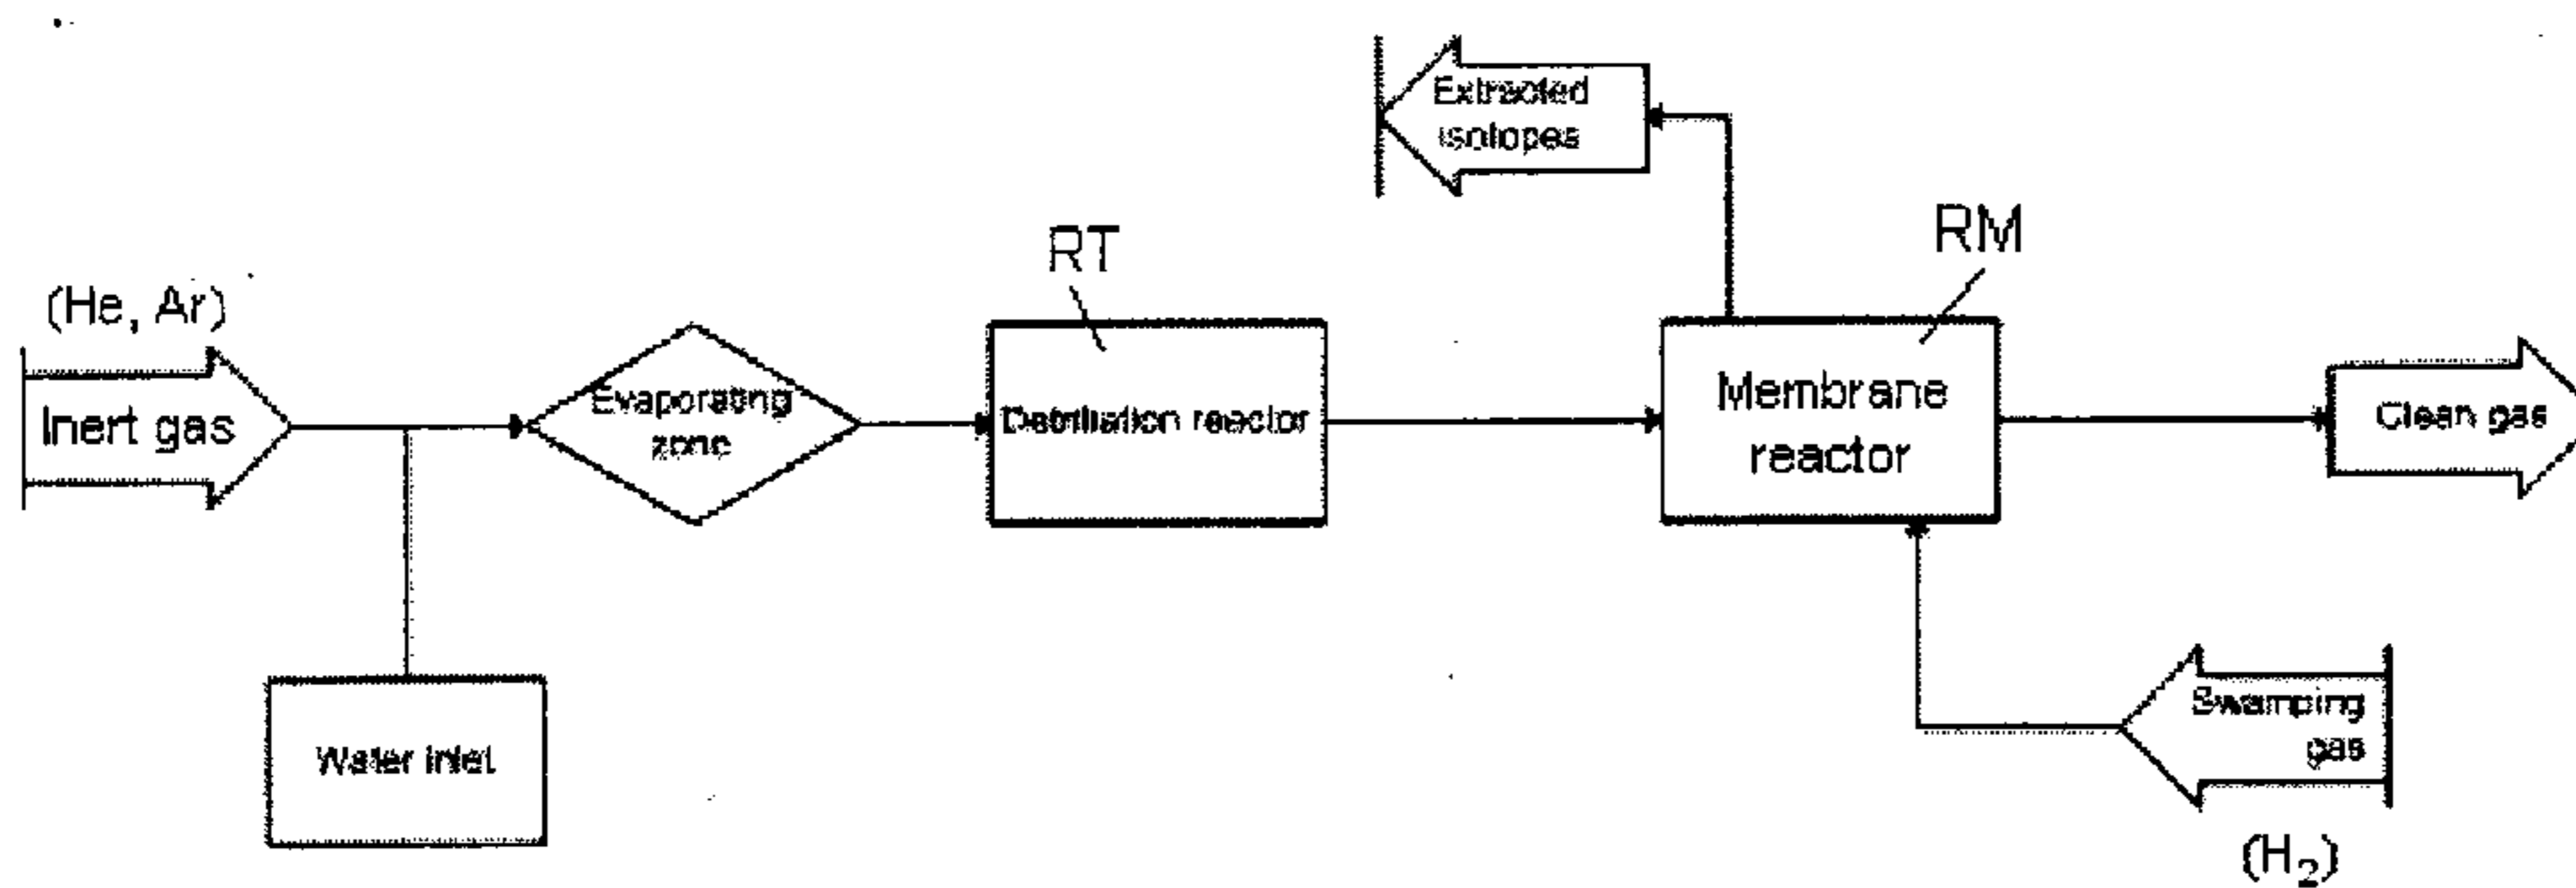 Extracted
isotopes
RT
RM
(He, Ar)
Inert gas
Evaporating
zone
Detritiation reactor
Membrane
reactor
Clean gas
Water inlet
Swamping
gas
(H₂)